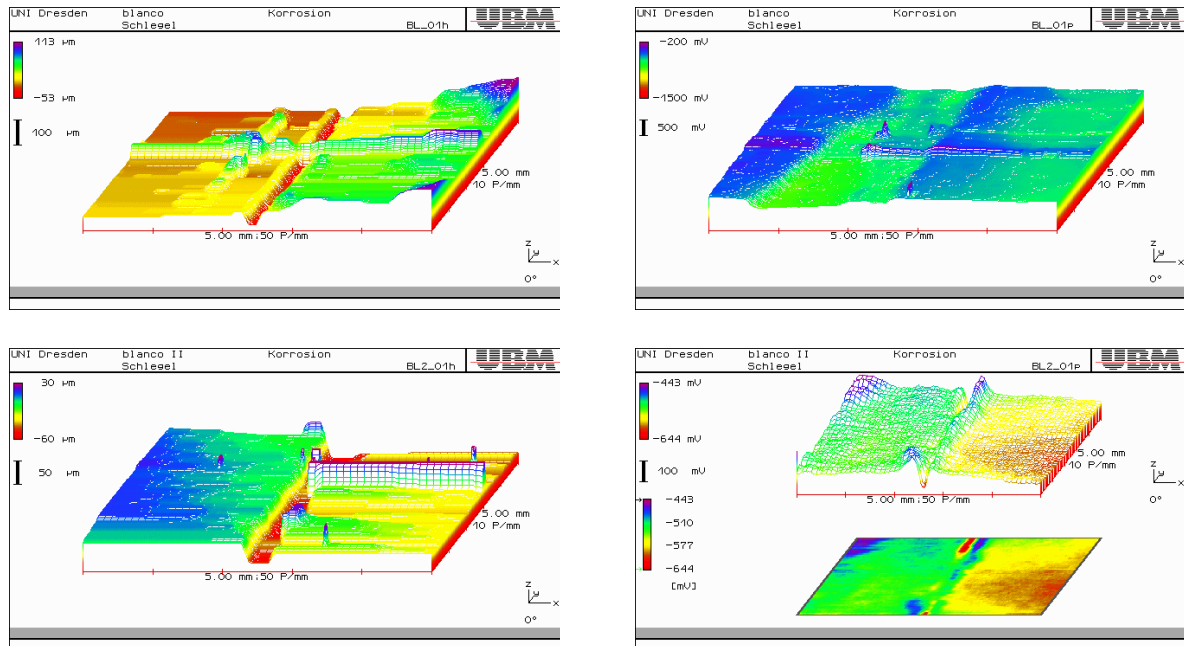 UNI Dresden blanco Korrosion UBM
Schlegel BL_01h
113 µm
-53 µm
100 µm
5.00 mm
10 P/mm
5.00 mm:50 P/mm
z
y
x
0°
UNI Dresden blanco Korrosion UBM
Schlegel BL_01p
-200 mV
-1500 mV
500 mV
5.00 mm
10 P/mm
5.00 mm:50 P/mm
z
y
x
0°
UNI Dresden blanco II Korrosion UBM
Schlegel BL2_01h
30 µm
-60 µm
50 µm
5.00 mm
10 P/mm
5.00 mm:50 P/mm
z
y
x
0°
UNI Dresden blanco II Korrosion UBM
Schlegel BL2_01p
-443 mV
-644 mV
100 mV
5.00 mm
10 P/mm
5.00 mm:50 P/mm
z
y
x
0°
-443
-510
-577
-644
[mV]